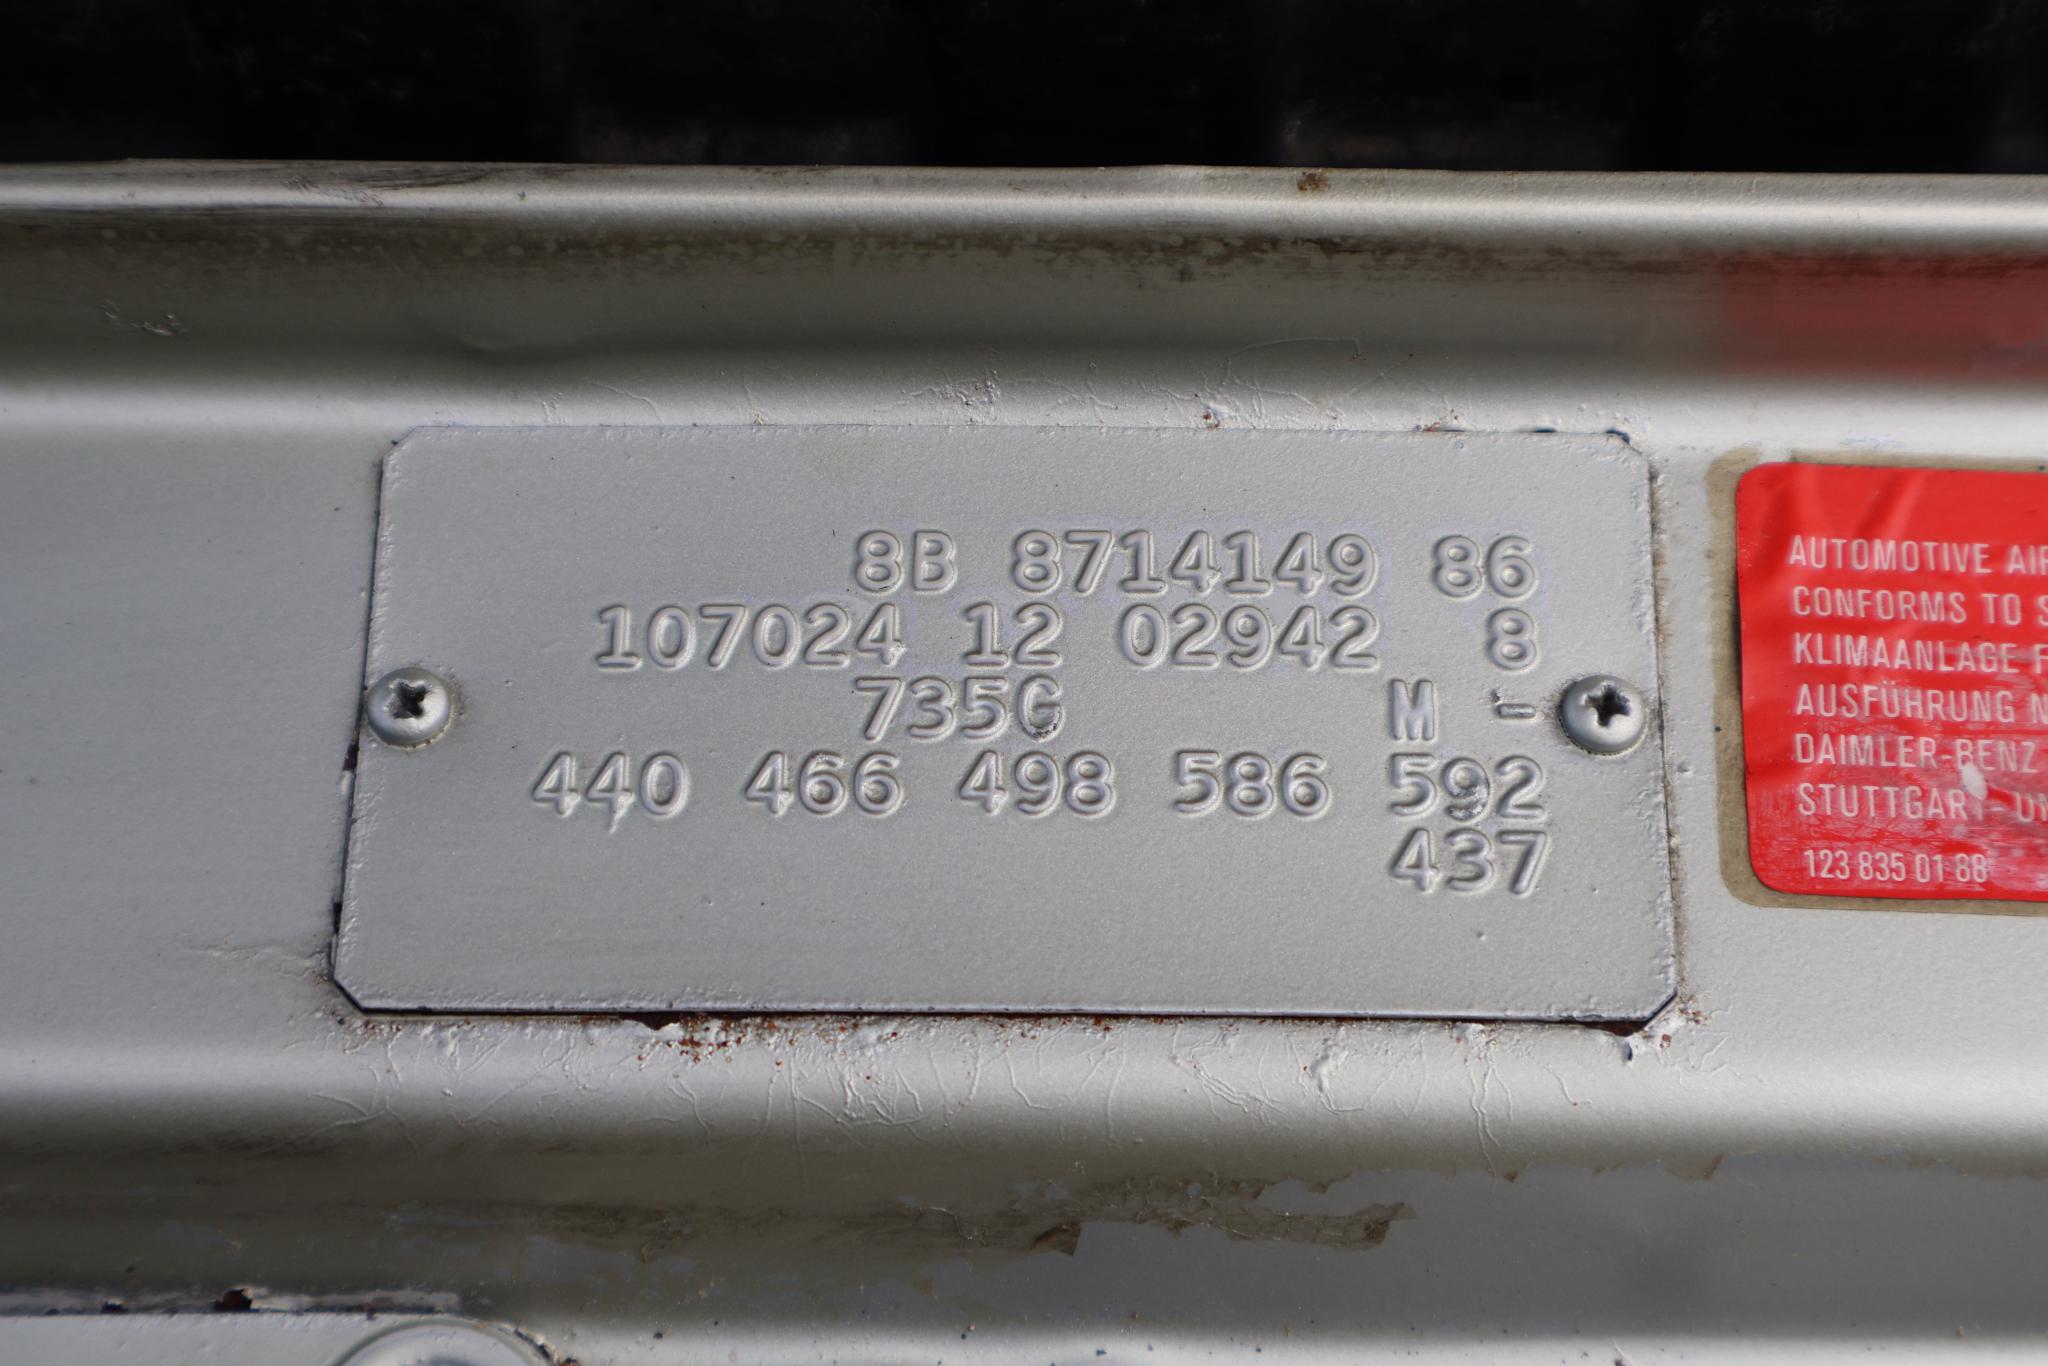 8B 8714149 86
107024 12 02942 8
735G M -
440 466 498 586 592
437
AUTOMOTIVE
CONFORMS TO
KLIMAANLAGE
AUSFÜHRUNG
DAIMLER-BENZ
STUTTGART-
123 835 01 88